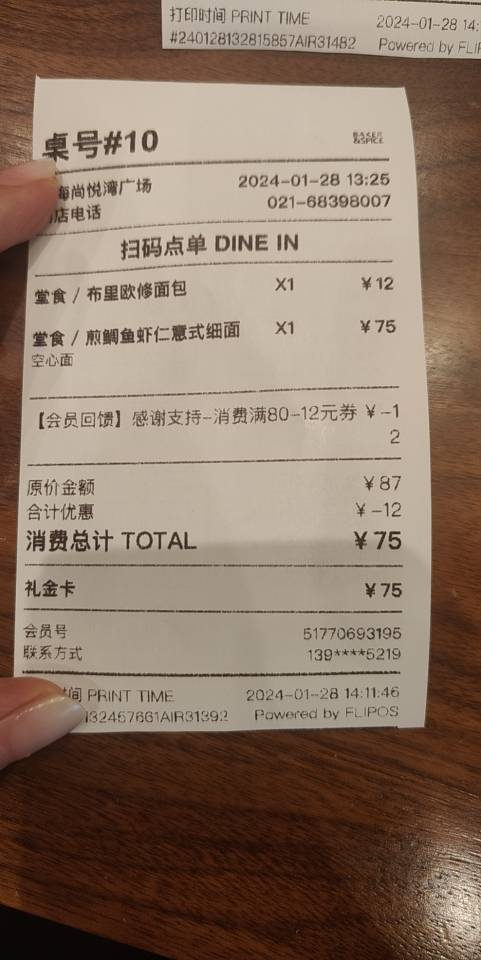 打印时间 PRINT TIME 2024-01-28 14:
#240128132815857AIR31482 Powered by FLIP
桌号#10 BAKER &SPICE
海尚悦湾广场 2024-01-28 13:25
店电话 021-68398007
扫码点单 DINE IN
堂食 / 布里欧修面包 X1 ¥12
堂食 / 煎鲷鱼虾仁意式细面 X1 ¥75
空心面
【会员回馈】感谢支持-消费满80-12元券 ¥-1
2
原价金额 ¥87
合计优惠 ¥-12
消费总计 TOTAL ¥75
礼金卡 ¥75
会员号 51770693195
联系方式 139****5219
时间 PRINT TIME 2024-01-28 14:11:46
132457661AIR31392 Powered by FLIPOS